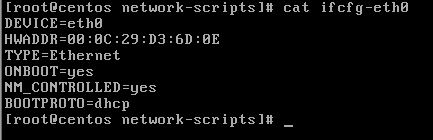 [root@centos network-scripts]# cat ifcfg-eth0
DEVICE=eth0
HWADDR=00:0C:29:D3:6D:0E
TYPE=Ethernet
ONBOOT=yes
NM_CONTROLLED=yes
BOOTPROTO=dhcp
[root@centos network-scripts]# _